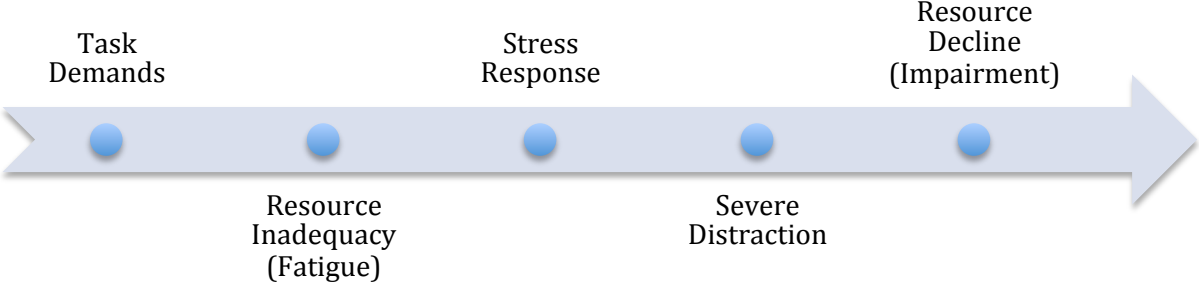 Task
Demands
Resource
Inadequacy
(Fatigue)
Stress
Response
Severe
Distraction
Resource
Decline
(Impairment)